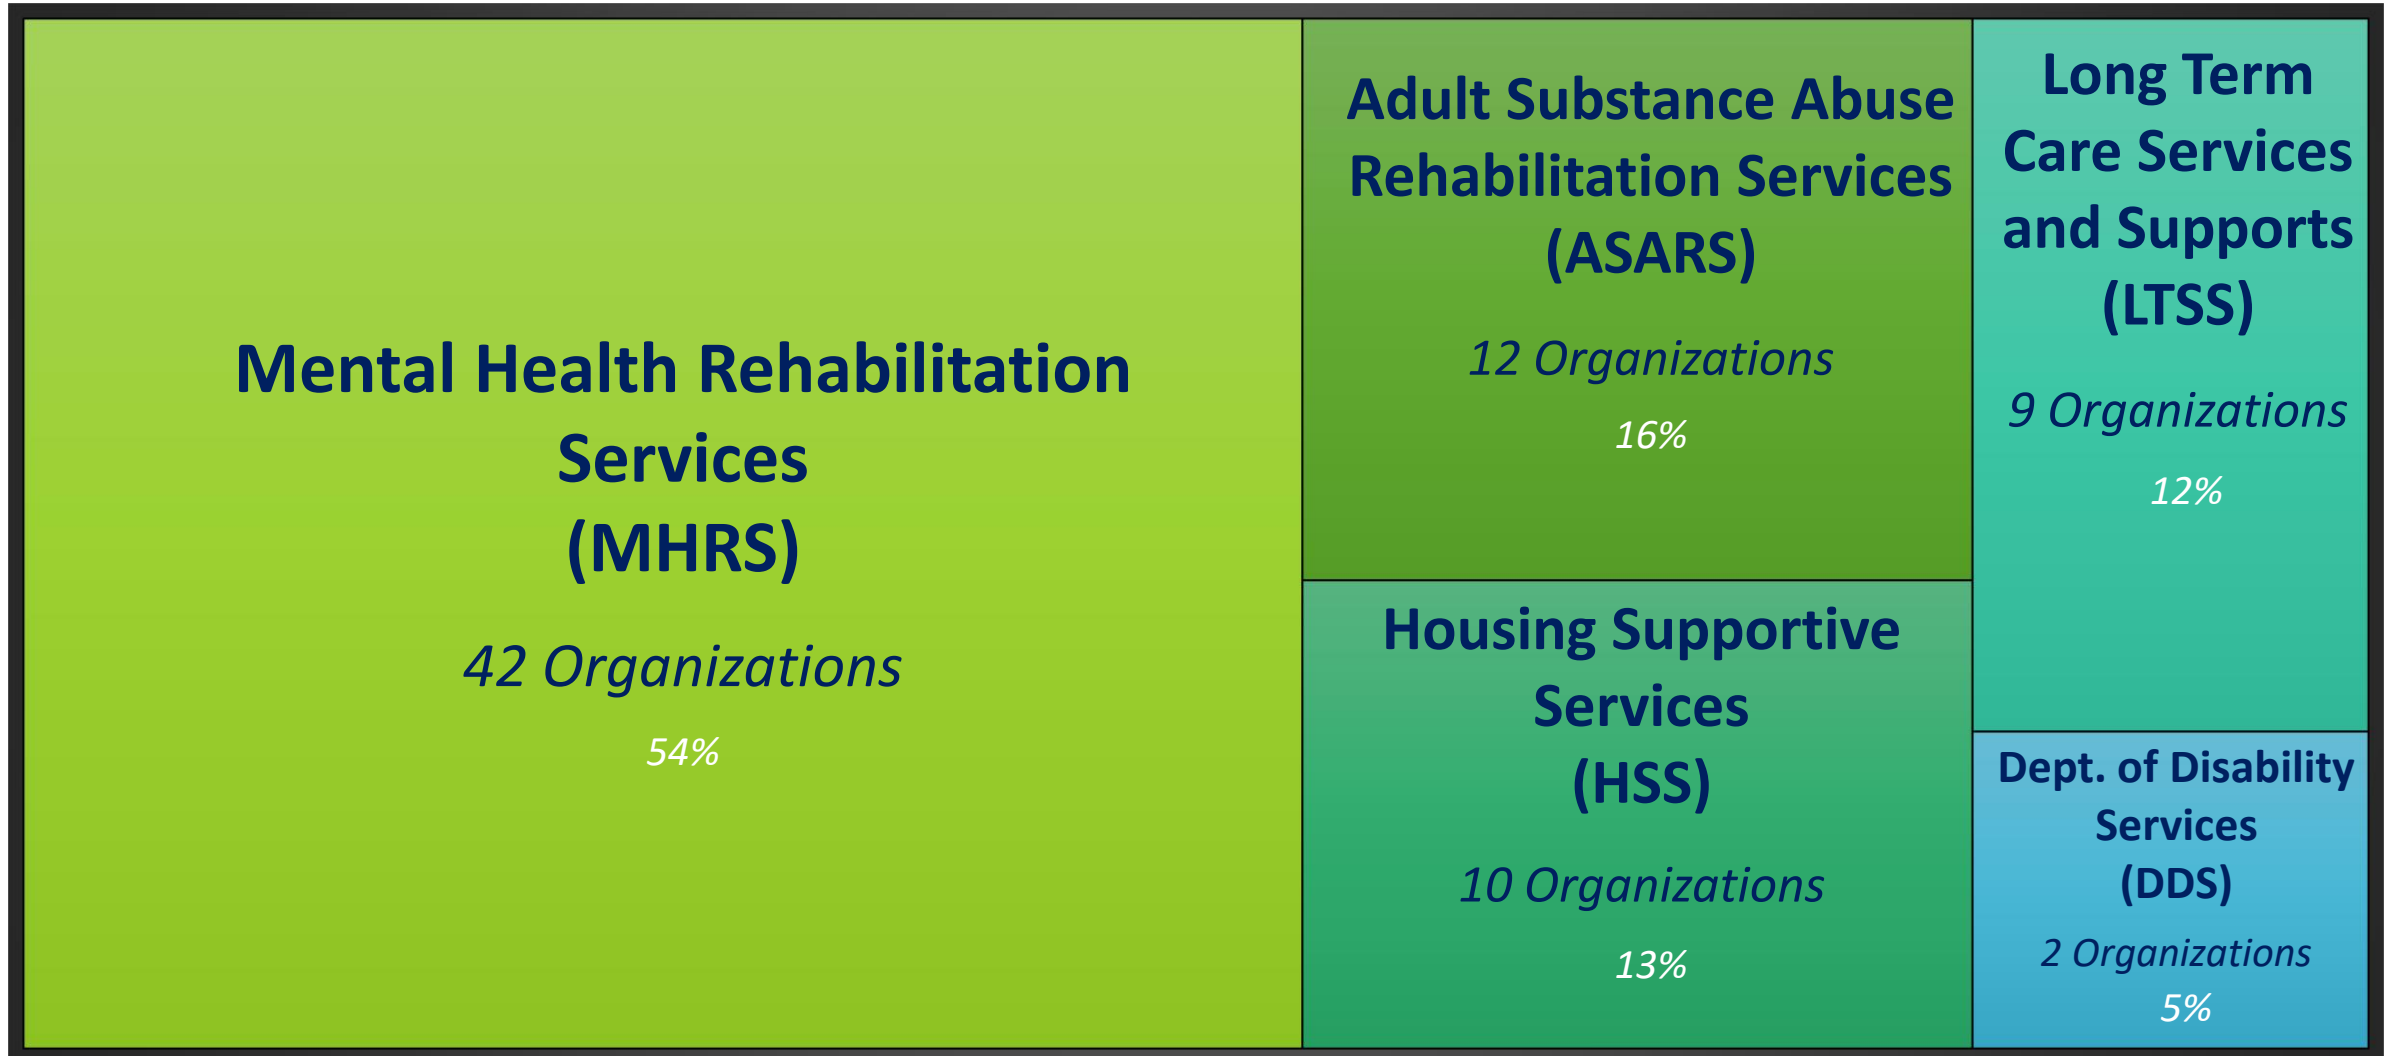 Mental Health Rehabilitation
Services
(MHRS)
42 Organizations
54%
Adult Substance Abuse
Rehabilitation Services
(ASARS)
12 Organizations
16%
Housing Supportive
Services
(HSS)
10 Organizations
13%
Long Term
Care Services
and Supports
(LTSS)
9 Organizations
12%
Dept. of Disability
Services
(DDS)
2 Organizations
5%